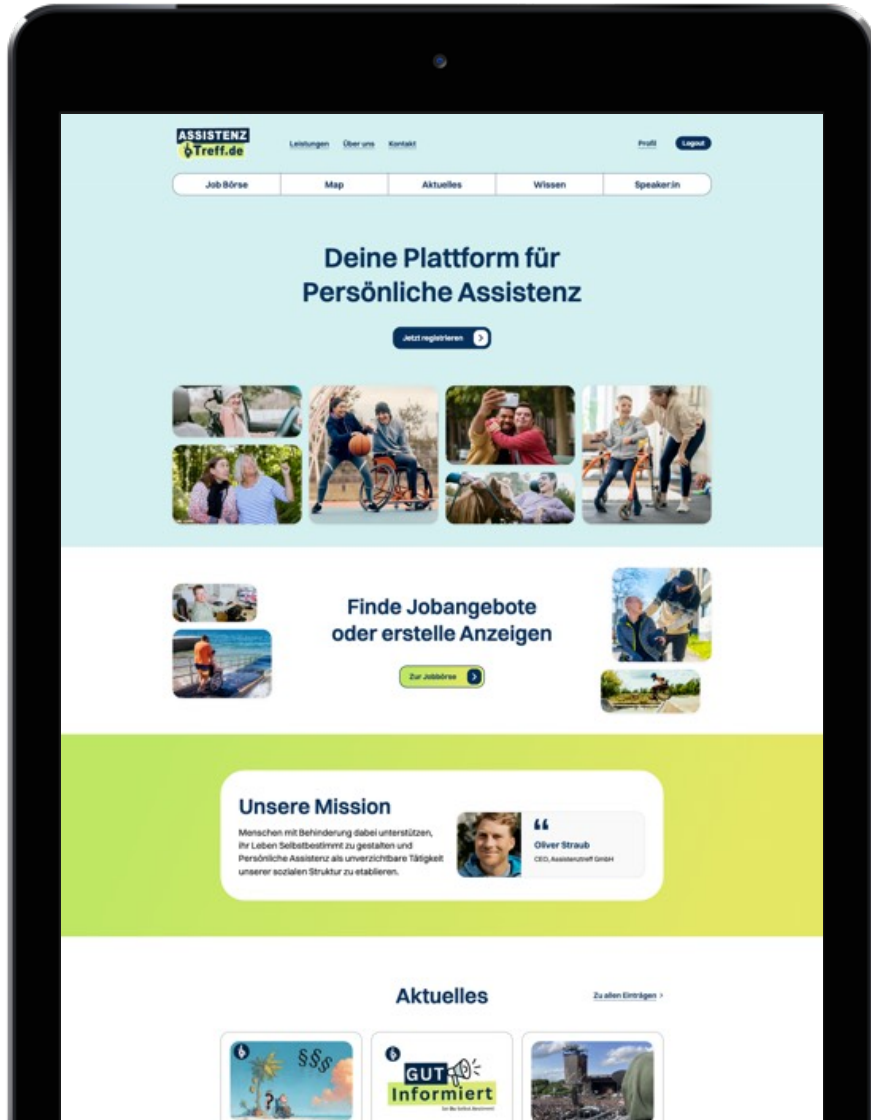 ASSISTENZ
Treff.de
Leistungen Über uns Kontakt
Profil Logout
Job Börse Map Aktuelles Wissen Speaker:in
Deine Plattform für
Persönliche Assistenz
Jetzt registrieren
Finde Jobangebote
oder erstelle Anzeigen
Zur Jobbörse
Unsere Mission
Menschen mit Behinderung dabei unterstützen,
ihr Leben Selbstbestimmt zu gestalten und
Persönliche Assistenz als unverzichtbare Tätigkeit
unserer sozialen Struktur zu etablieren.
“
Oliver Straub
CEO, Assistenztreff GmbH
Aktuelles
Zu allen Einträgen
§§§
?
GUT
Informiert